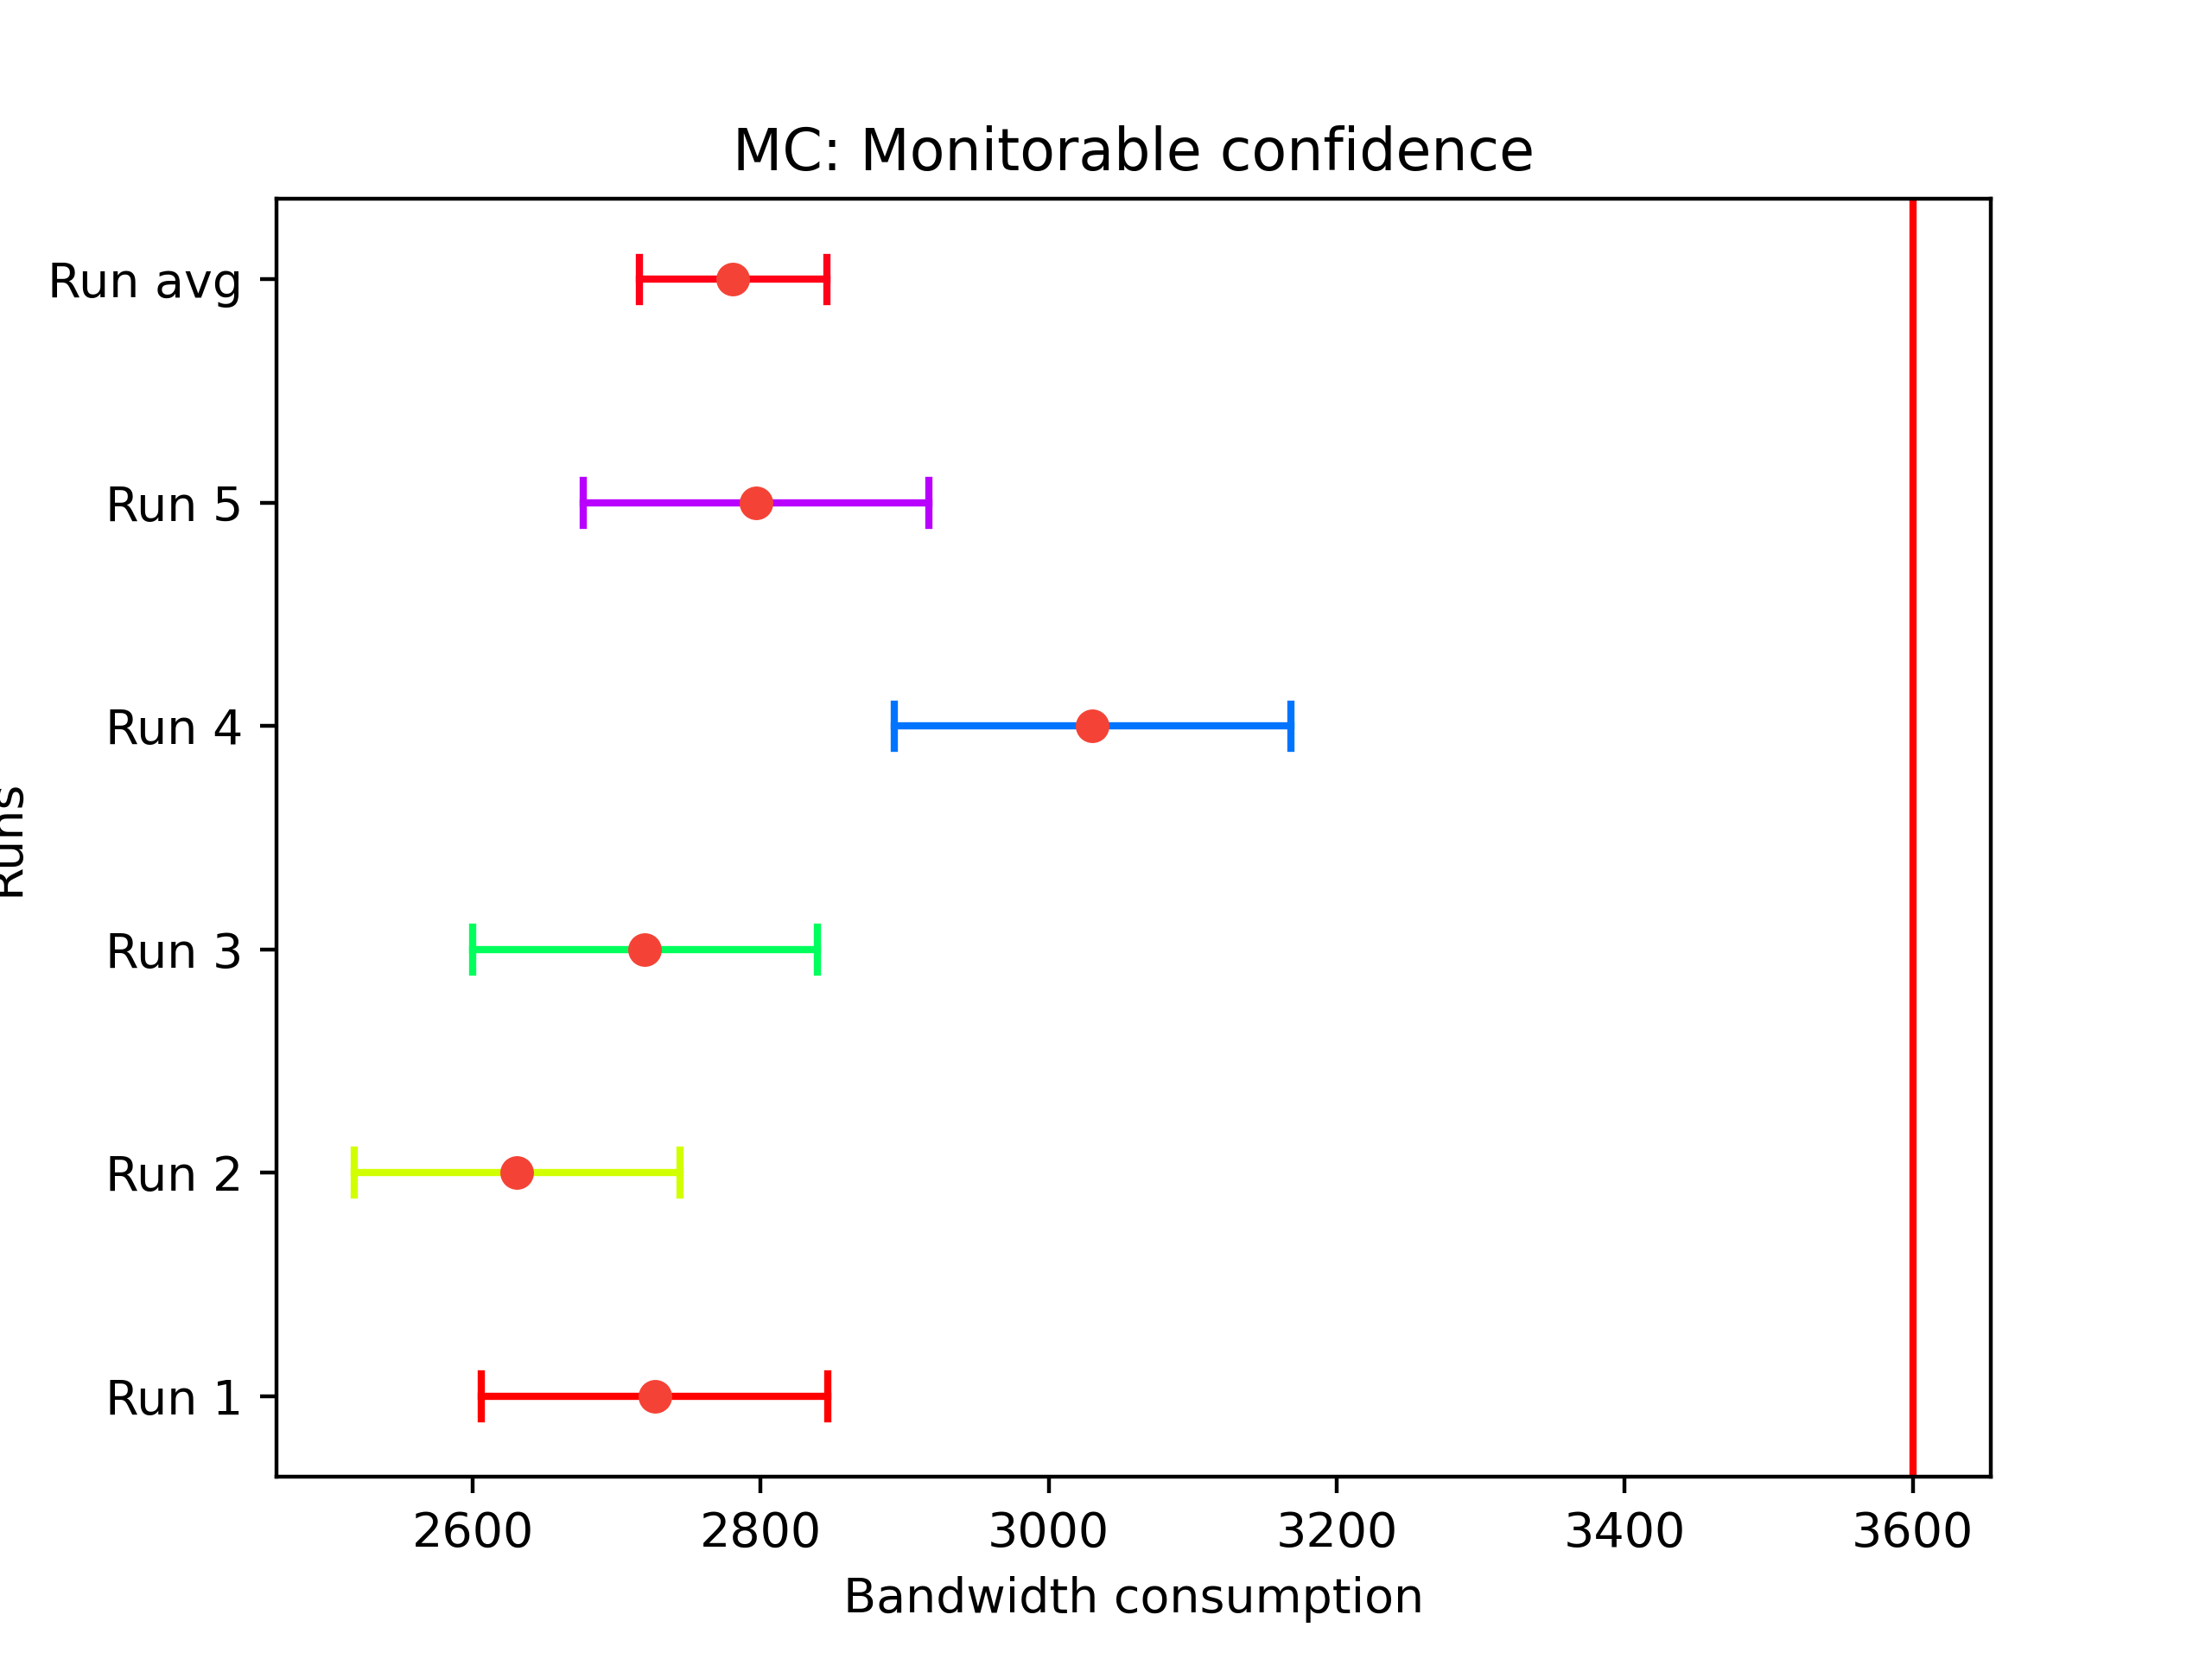 MC: Monitorable confidence
Run avg
Run 5
Run 4
Run 3
Run 2
Run 1
Runs
2600 2800 3000 3200 3400 3600
Bandwidth consumption